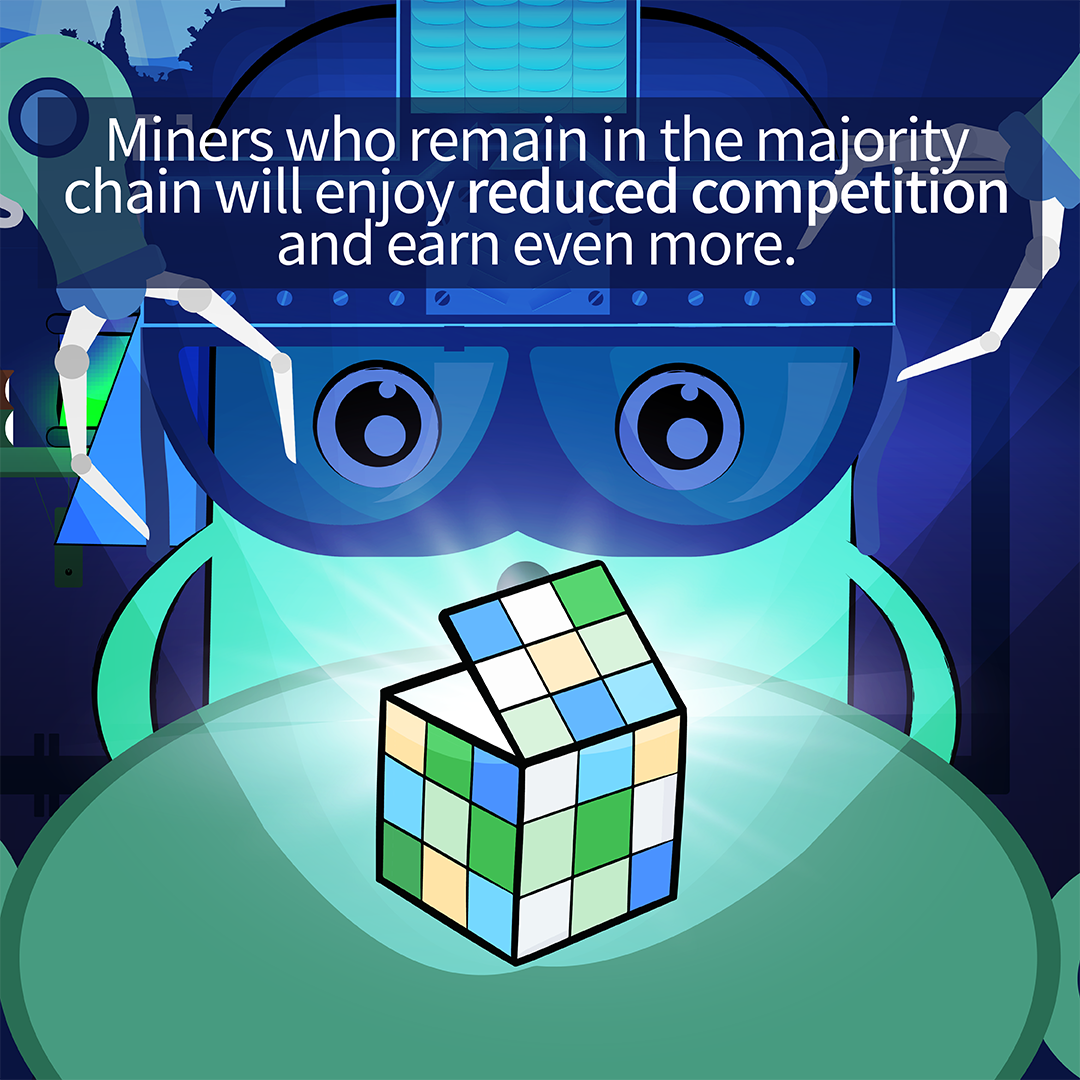 Miners who remain in the majority
chain will enjoy reduced competition
and earn even more.